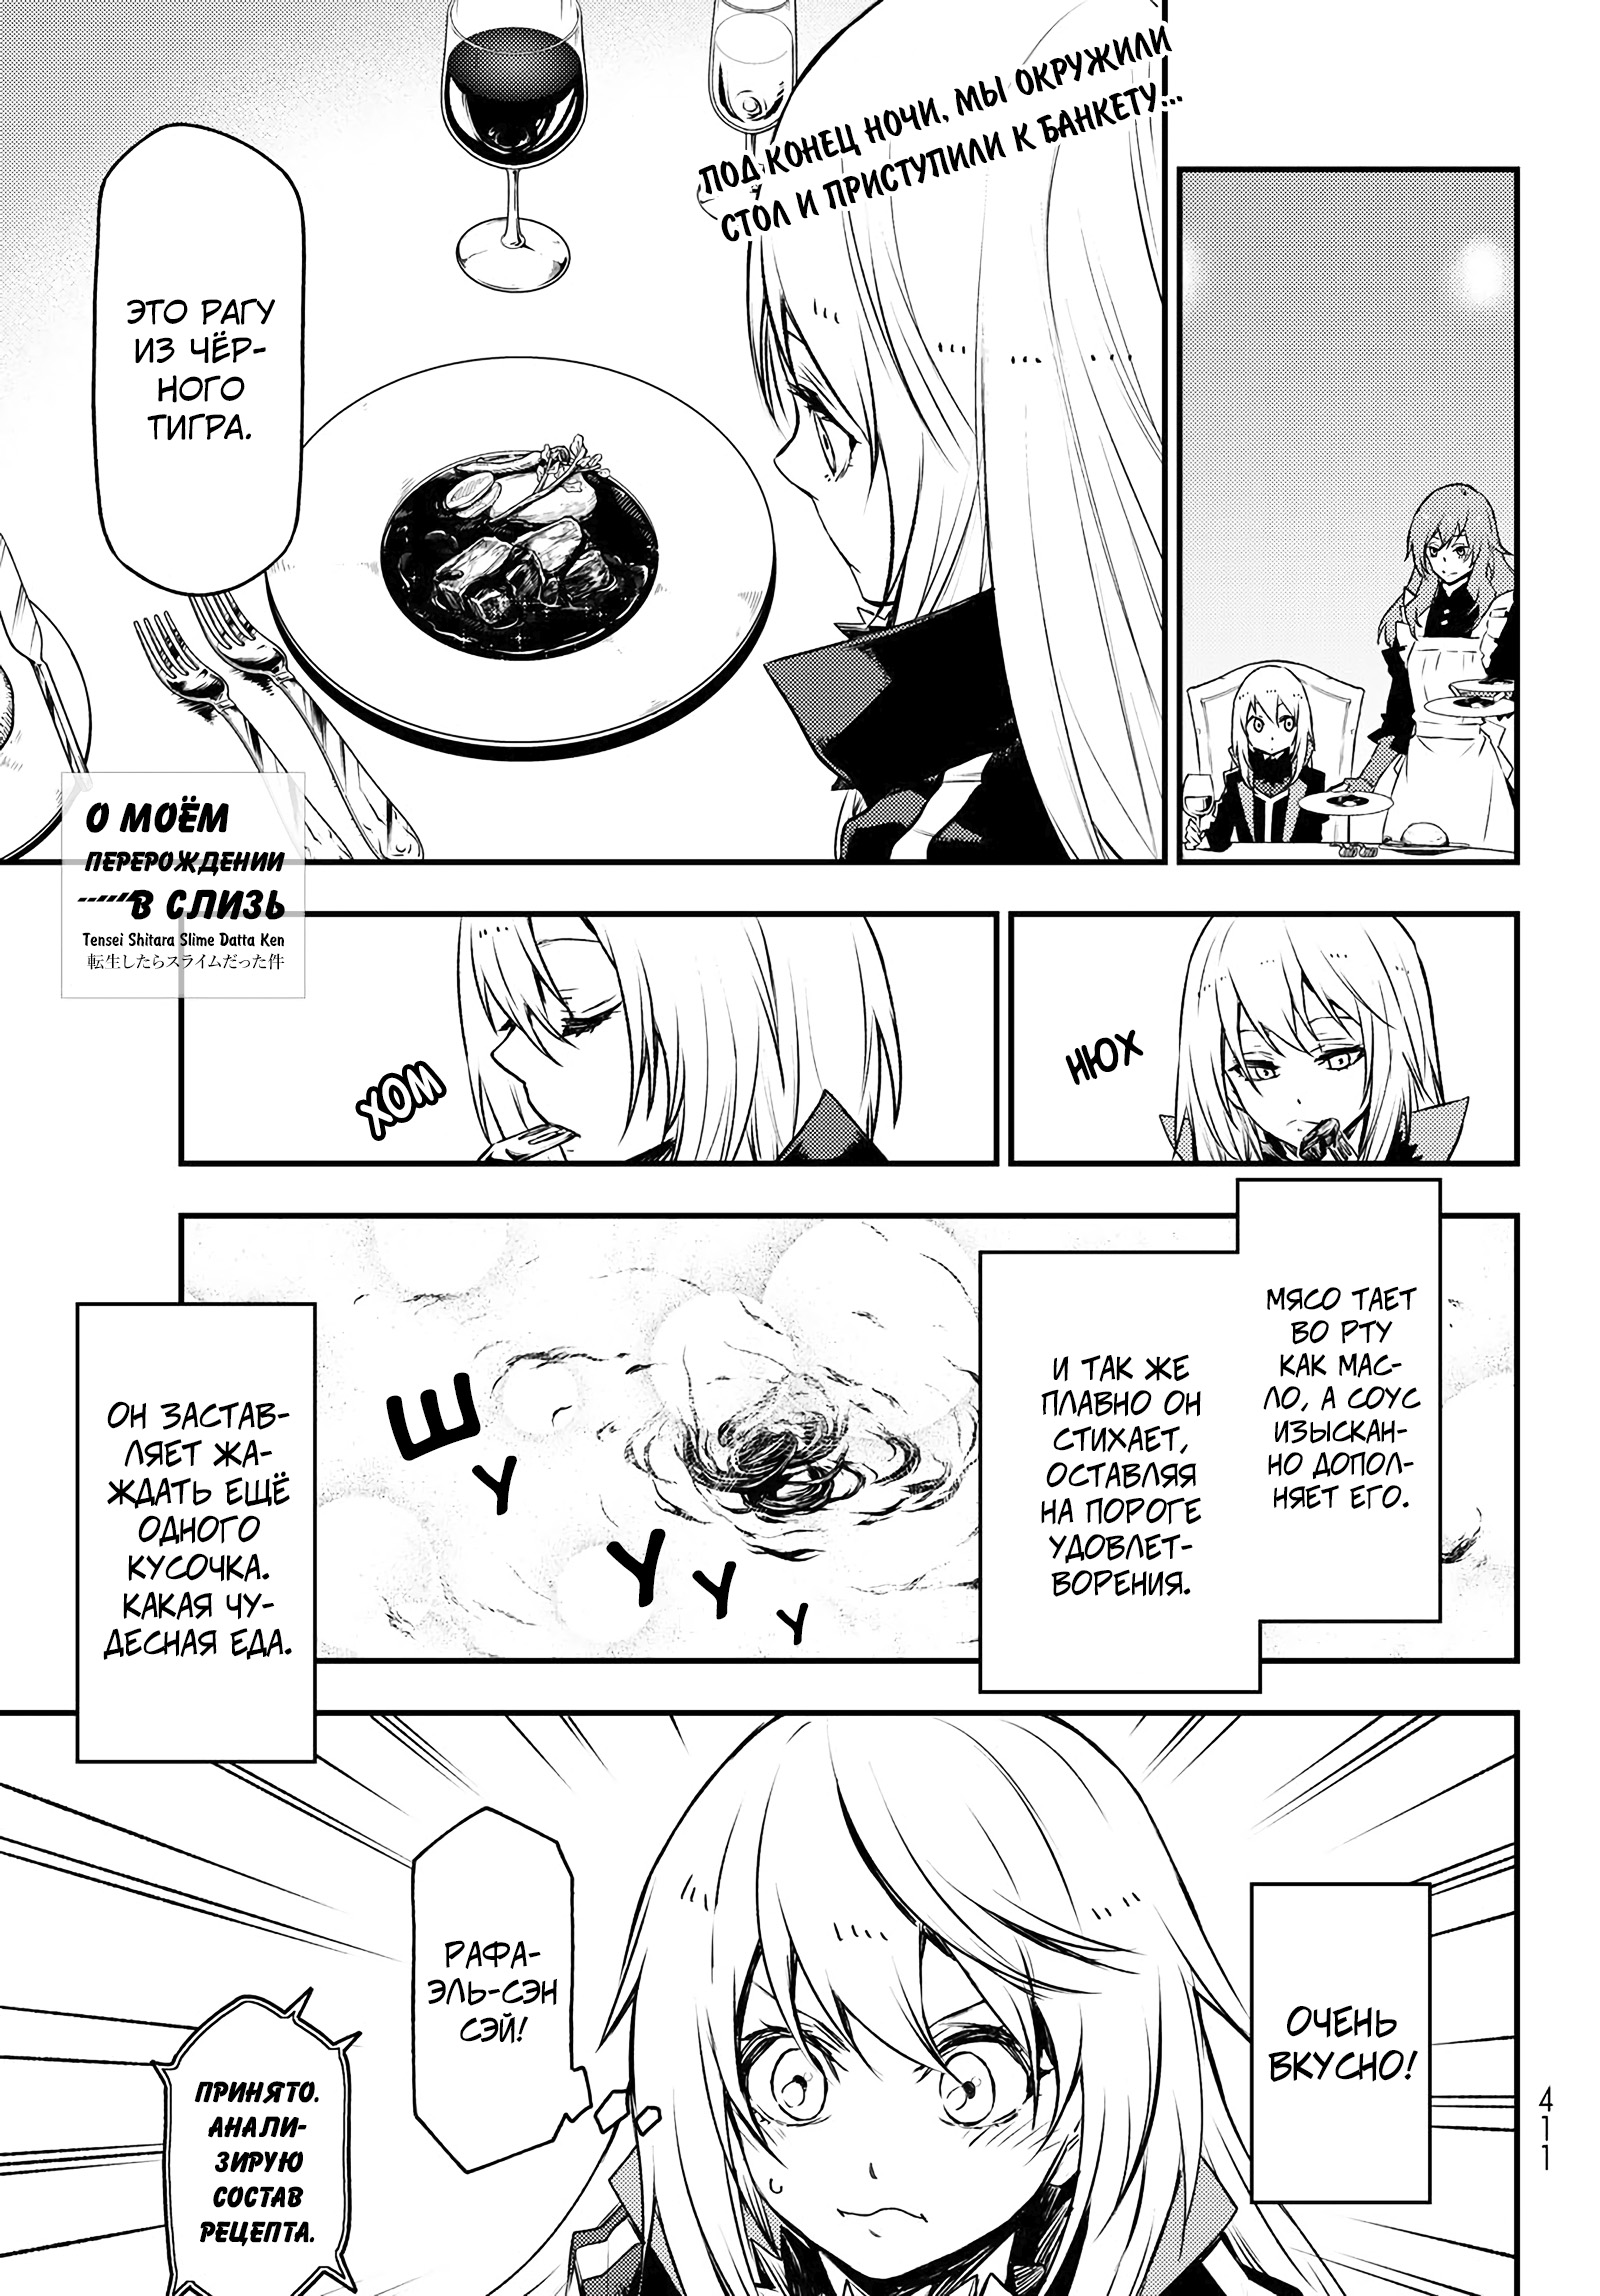 ПОД КОНЕЦ НОЧИ, МЫ ОКРУЖИЛИ
СТОЛ И ПРИСТУПИЛИ К БАНКЕТУ...
ЭТО РАГУ
ИЗ ЧЁР-
НОГО
ТИГРА.
О МОЁМ
ПЕРЕРОЖДЕНИИ
В СЛИЗЬ
Tensei Shitara Slime Datta Ken
転生したらスライムだった件
НЮХ
ХОМ
МЯСО ТАЕТ
ВО РТУ
КАК МАС-
ЛО, А СОУС
ИЗЫСКАН-
НО ДОПОЛ-
НЯЕТ ЕГО.
И ТАК ЖЕ
ПЛАВНО ОН
СТИХАЕТ,
ОСТАВЛЯЯ
НА ПОРОГЕ
УДОВЛЕТ-
ВОРЕНИЯ.
ШУУУУ
ОН ЗАСТАВ-
ЛЯЕТ ЖА-
ЖДАТЬ ЕЩЁ
ОДНОГО
КУСОЧКА.
КАКАЯ ЧУ-
ДЕСНАЯ ЕДА.
ОЧЕНЬ
ВКУСНО!
РАФА-
ЭЛЬ-СЭН
СЭЙ!
ПРИНЯТО.
АНАЛИ-
ЗИРУЮ
СОСТАВ
РЕЦЕПТА.
411